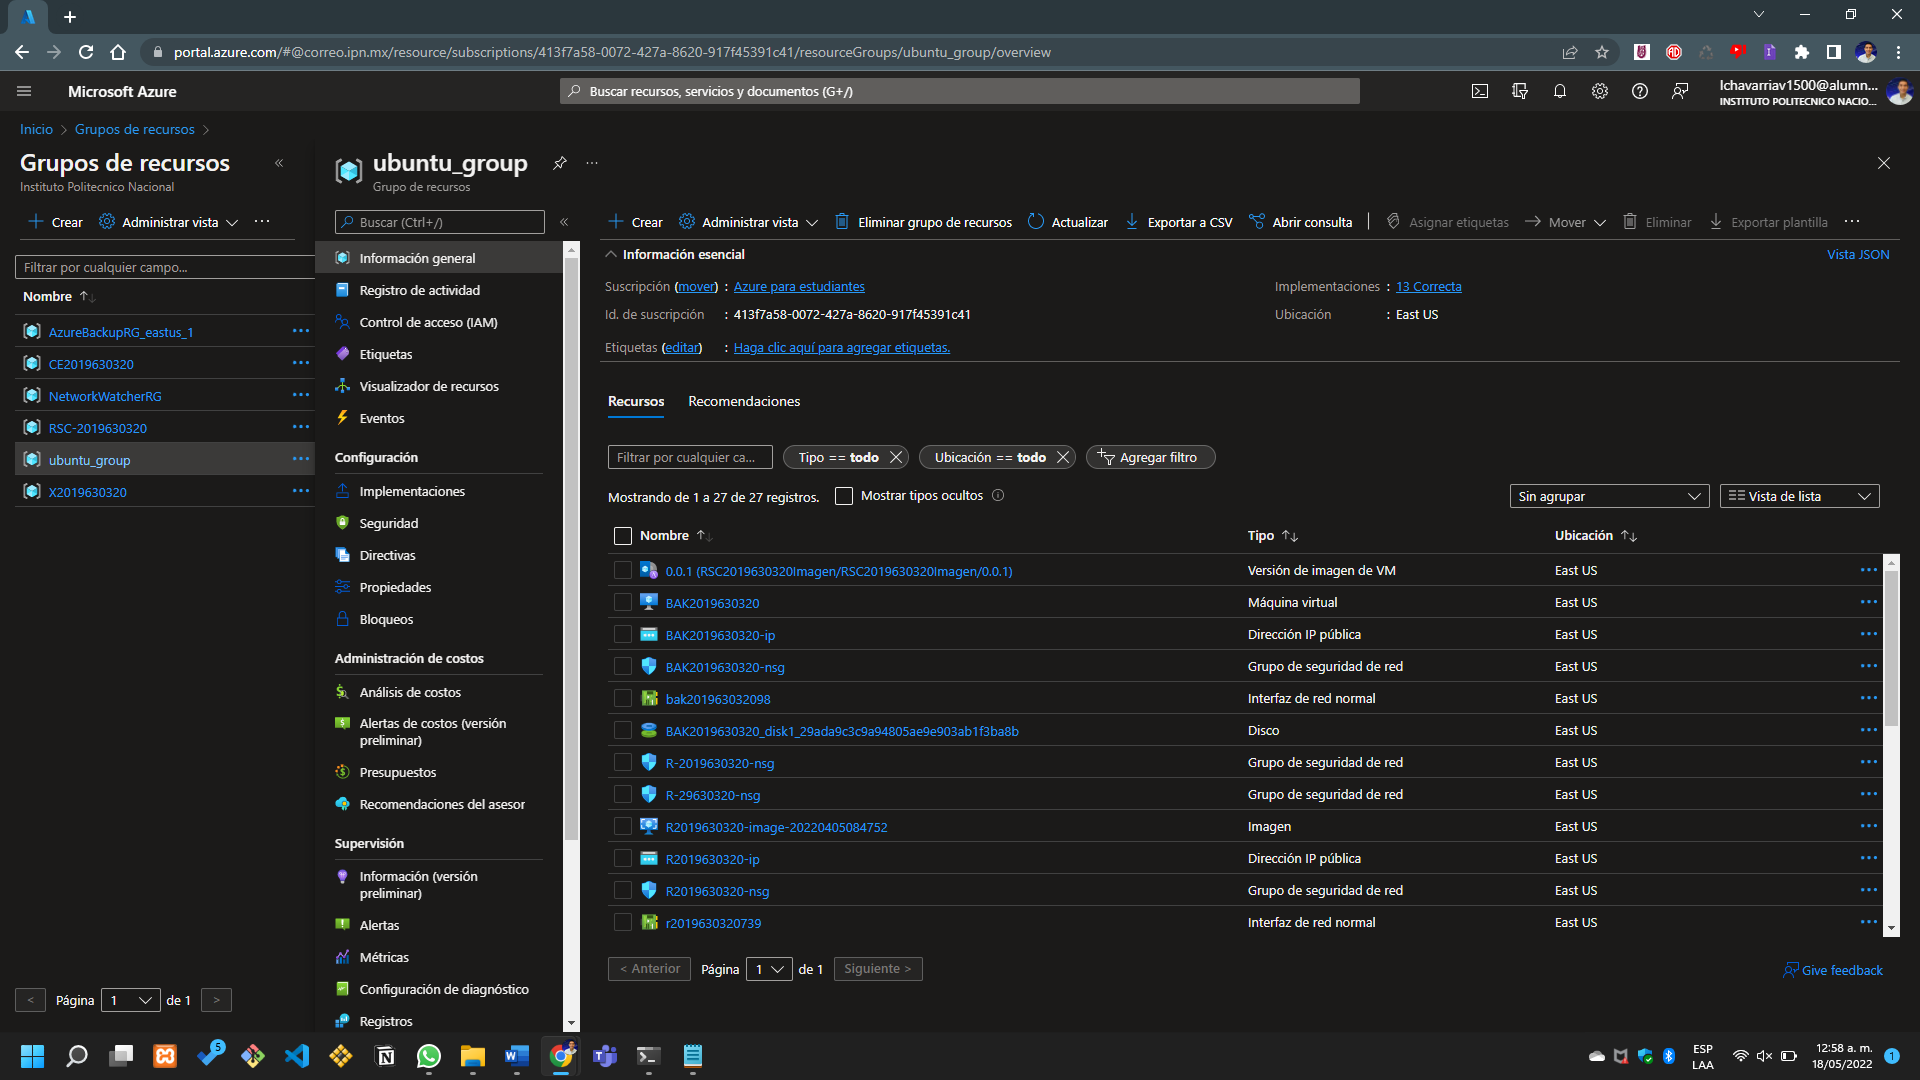 portal.azure.com/#@correo.ipn.mx/resource/subscriptions/413f7a58-0072-427a-8620-917f45391c41/resourceGroups/ubuntu_group/overview
Microsoft Azure
Buscar recursos, servicios y documentos (G+/)
lchavarriav1500@alumn...
INSTITUTO POLITECNICO NACIO...
Inicio > Grupos de recursos >
Grupos de recursos
Instituto Politecnico Nacional
Crear
Administrar vista
Filtrar por cualquier campo...
Nombre
AzureBackupRG_eastus_1
CE2019630320
NetworkWatcherRG
RSC-2019630320
ubuntu_group
X2019630320
< Página 1 de 1 >
ubuntu_group
Grupo de recursos
Buscar (Ctrl+/)
Información general
Registro de actividad
Control de acceso (IAM)
Etiquetas
Visualizador de recursos
Eventos
Configuración
Implementaciones
Seguridad
Directivas
Propiedades
Bloqueos
Administración de costos
Análisis de costos
Alertas de costos (versión
preliminar)
Presupuestos
Recomendaciones del asesor
Supervisión
Información (versión
preliminar)
Alertas
Métricas
Configuración de diagnóstico
Registros
Crear Administrar vista Eliminar grupo de recursos Actualizar Exportar a CSV Abrir consulta Asignar etiquetas Mover Eliminar Exportar plantilla
Información esencial
Vista JSON
Suscripción (mover) : Azure para estudiantes
Implementaciones : 13 Correcta
Id. de suscripción : 413f7a58-0072-427a-8620-917f45391c41
Ubicación : East US
Etiquetas (editar) : Haga clic aquí para agregar etiquetas.
Recursos Recomendaciones
Filtrar por cualquier ca... Tipo == todo Ubicación == todo Agregar filtro
Mostrando de 1 a 27 de 27 registros. Mostrar tipos ocultos
Sin agrupar Vista de lista
Nombre Tipo Ubicación
0.0.1 (RSC2019630320Imagen/RSC2019630320Imagen/0.0.1) Versión de imagen de VM East US
BAK2019630320 Máquina virtual East US
BAK2019630320-ip Dirección IP pública East US
BAK2019630320-nsg Grupo de seguridad de red East US
bak201963032098 Interfaz de red normal East US
BAK2019630320_disk1_29ada9c3c9a94805ae9e903ab1f3ba8b Disco East US
R-2019630320-nsg Grupo de seguridad de red East US
R-29630320-nsg Grupo de seguridad de red East US
R2019630320-image-20220405084752 Imagen East US
R2019630320-ip Dirección IP pública East US
R2019630320-nsg Grupo de seguridad de red East US
r2019630320739 Interfaz de red normal East US
< Anterior Página 1 de 1 Siguiente >
Give feedback
5
ESP
LAA
12:58 a. m.
18/05/2022
1